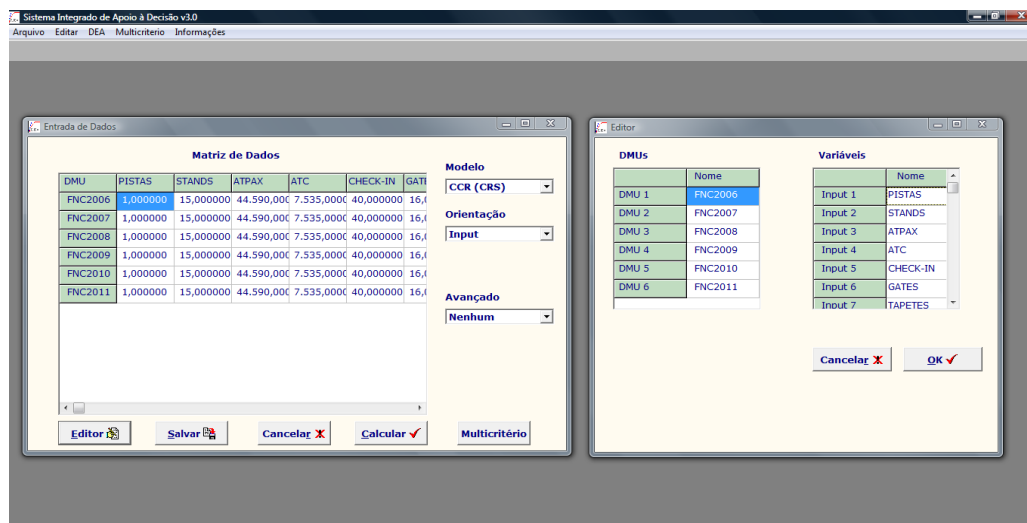 Sistema Integrado de Apoio à Decisão v3.0
Arquivo Editar DEA Multicriterio Informações
Entrada de Dados
Matriz de Dados
DMU PISTAS STANDS ATPAX ATC CHECK-IN GATE
FNC2006 1,000000 15,000000 44.590,000 7.535,0000 40,000000 16,0
FNC2007 1,000000 15,000000 44.590,000 7.535,0000 40,000000 16,0
FNC2008 1,000000 15,000000 44.590,000 7.535,0000 40,000000 16,0
FNC2009 1,000000 15,000000 44.590,000 7.535,0000 40,000000 16,0
FNC2010 1,000000 15,000000 44.590,000 7.535,0000 40,000000 16,0
FNC2011 1,000000 15,000000 44.590,000 7.535,0000 40,000000 16,0
Modelo
CCR (CRS)
Orientação
Input
Avançado
Nenhum
Editor Salvar Cancelar Calcular Multicritério
Editor
DMUs
Nome
DMU 1 FNC2006
DMU 2 FNC2007
DMU 3 FNC2008
DMU 4 FNC2009
DMU 5 FNC2010
DMU 6 FNC2011
Variáveis
Nome
Input 1 PISTAS
Input 2 STANDS
Input 3 ATPAX
Input 4 ATC
Input 5 CHECK-IN
Input 6 GATES
Input 7 TAPETES
Cancelar OK